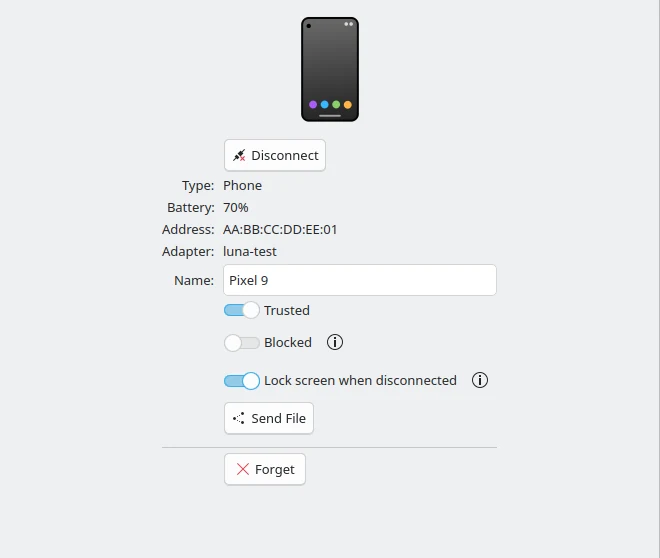 Disconnect
Type: Phone
Battery: 70%
Address: AA:BB:CC:DD:EE:01
Adapter: luna-test
Name: Pixel 9
Trusted
Blocked
Lock screen when disconnected
Send File
Forget